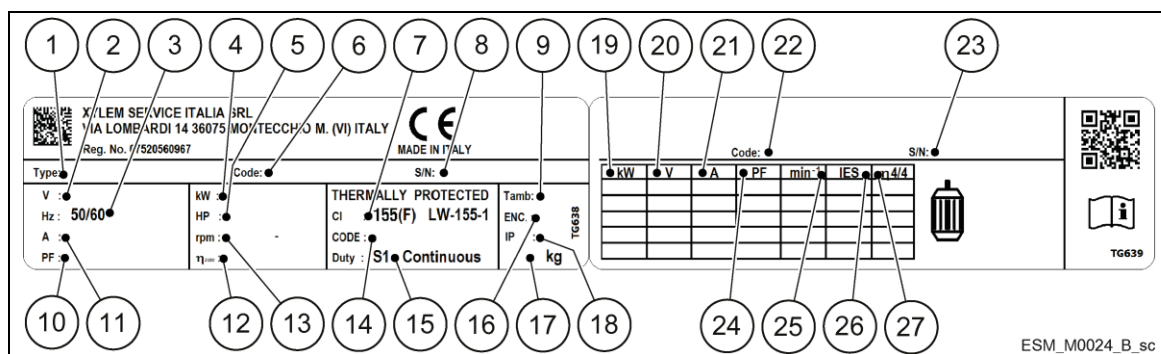 1 2 3 4 5 6 7 8 9 19 20 21 22 23
XYLEM SERVICE ITALIA SRL
VIA LOMBARDI 14 36075 MONTECCHIO M. (VI) ITALY
Reg. No. 07520560967
CE
MADE IN ITALY
Type: Code: S/N:
V :
Hz : 50/60
A :
PF :
kW :
HP :
rpm : -
THERMALLY PROTECTED
Cl 155(F) LW-155-1
CODE :
Duty : S1 Continuous
Tamb:
ENC.
IP :
kg
TG638
Code: S/N:
kW V A PF min-1 IES η4/4
i
TG639
10 11 12 13 14 15 16 17 18 24 25 26 27
ESM_M0024_B_sc